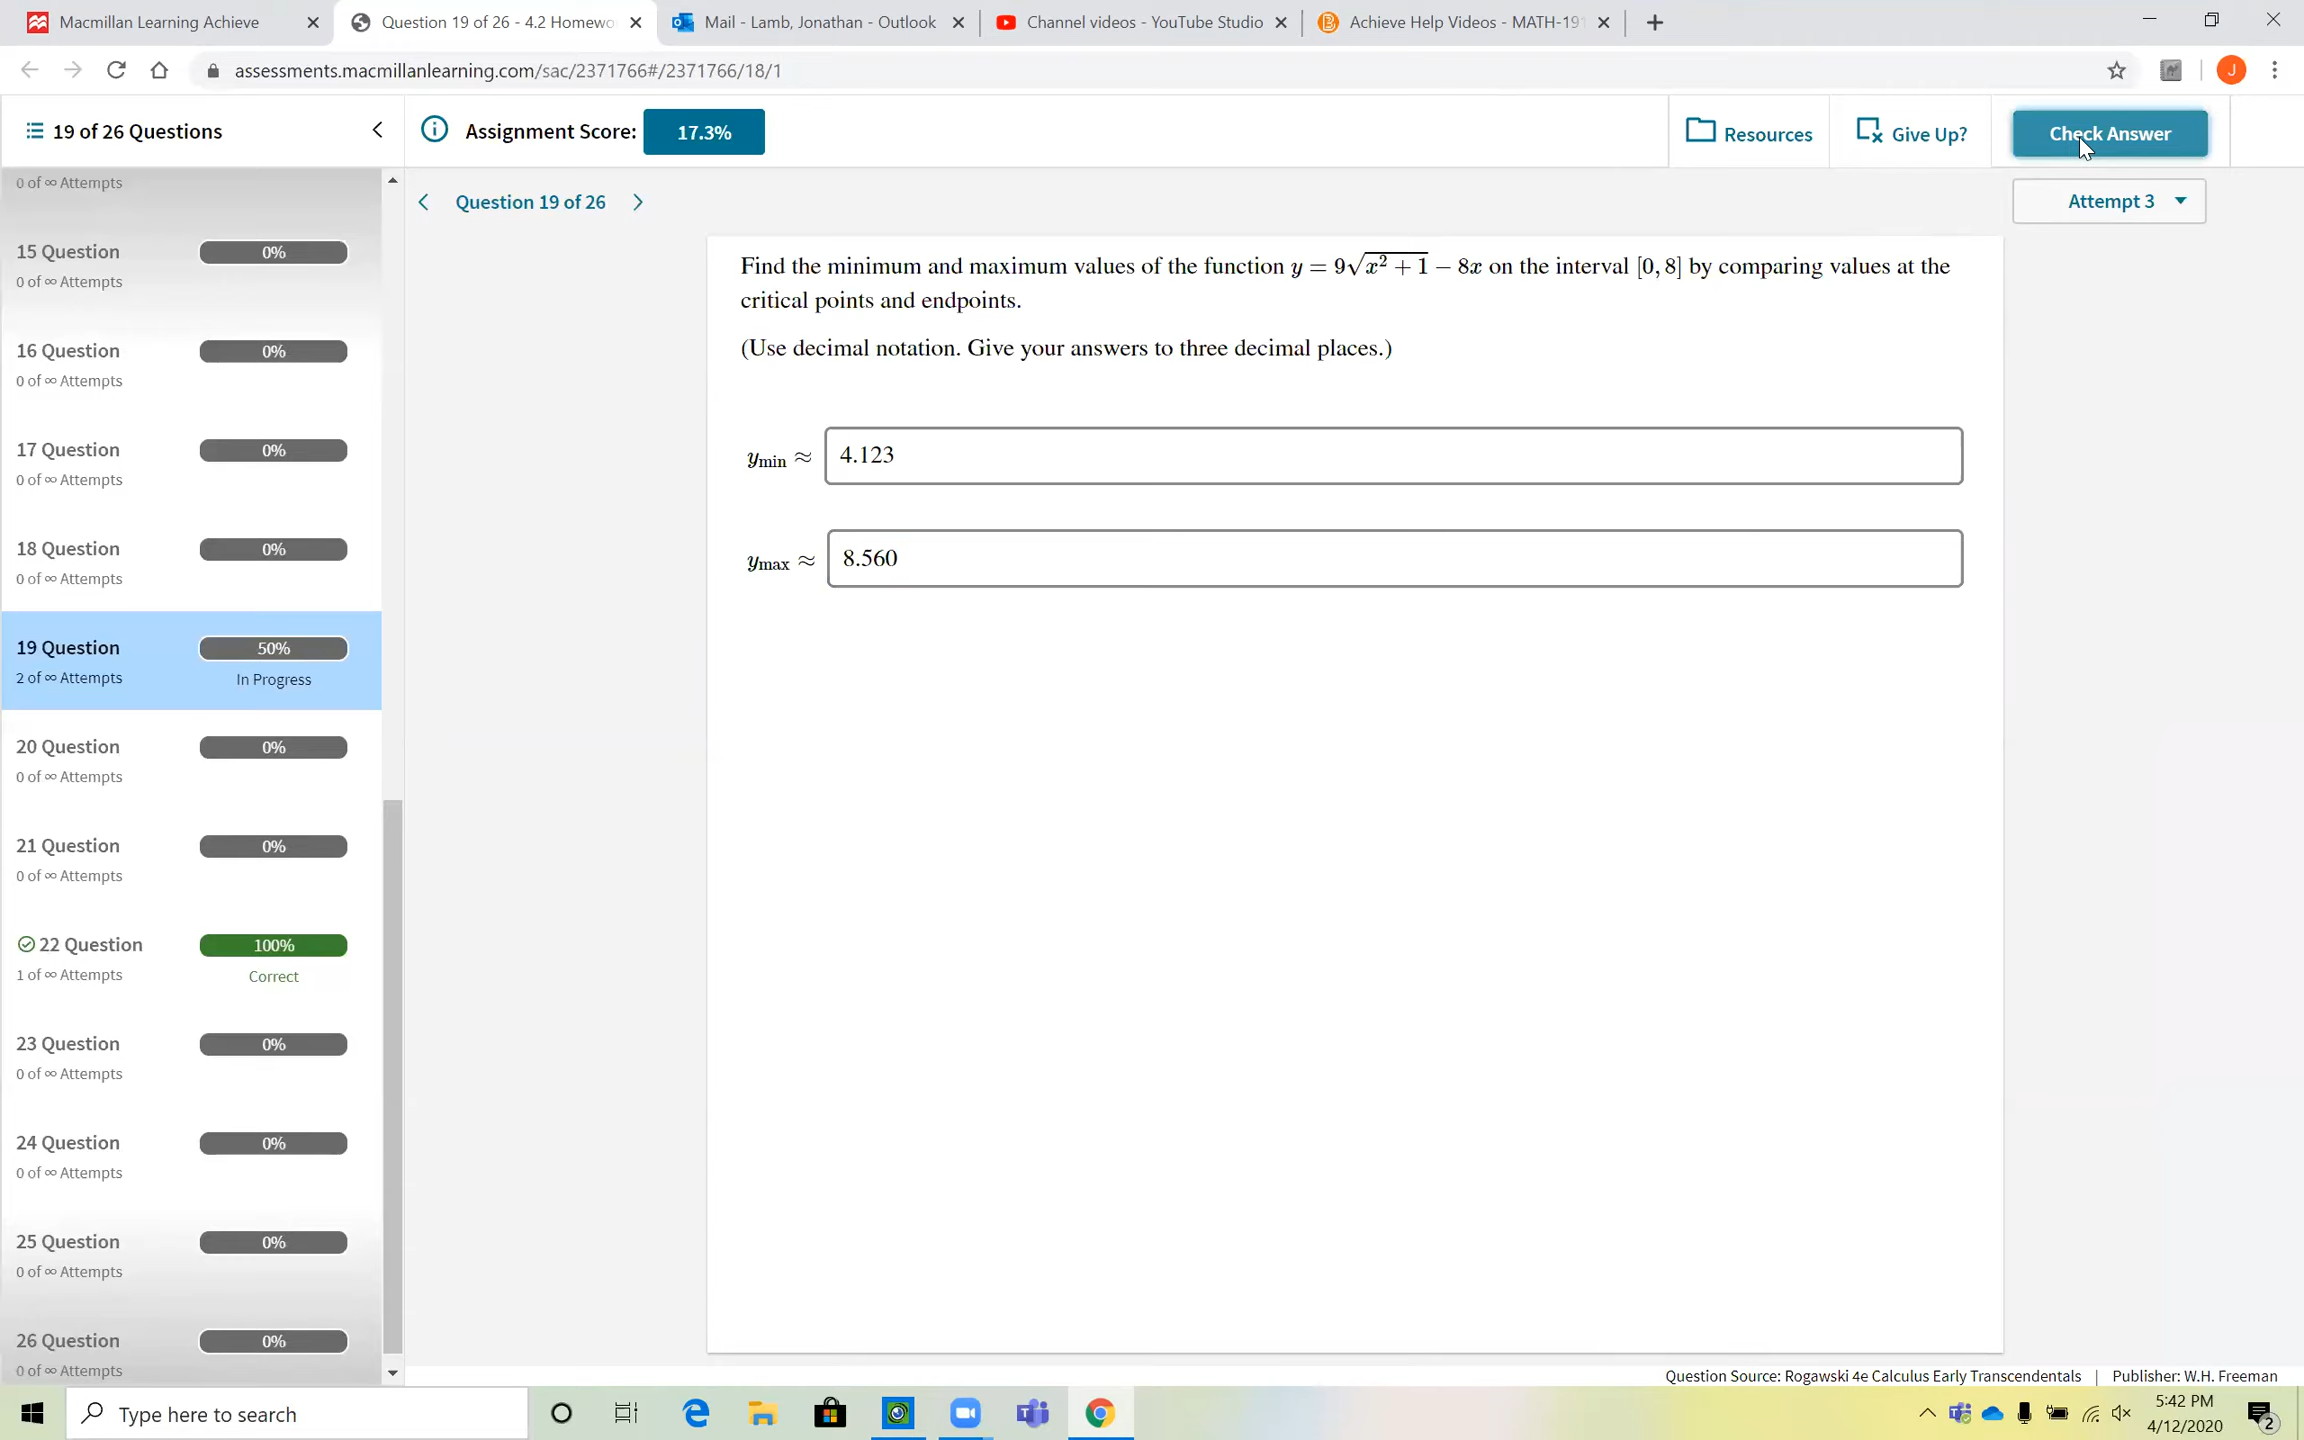 Macmillan Learning Achieve
Question 19 of 26 - 4.2 Homewo
Mail - Lamb, Jonathan - Outlook
Channel videos - YouTube Studio
Achieve Help Videos - MATH-191
assessments.macmillanlearning.com/sac/2371766#/2371766/18/1
J
19 of 26 Questions
Assignment Score: 17.3%
Resources
Give Up?
Check Answer
Question 19 of 26
Attempt 3
0 of ∞ Attempts
15 Question 0%
0 of ∞ Attempts
16 Question 0%
0 of ∞ Attempts
17 Question 0%
0 of ∞ Attempts
18 Question 0%
0 of ∞ Attempts
19 Question 50%
2 of ∞ Attempts In Progress
20 Question 0%
0 of ∞ Attempts
21 Question 0%
0 of ∞ Attempts
22 Question 100%
1 of ∞ Attempts Correct
23 Question 0%
0 of ∞ Attempts
24 Question 0%
0 of ∞ Attempts
25 Question 0%
0 of ∞ Attempts
26 Question 0%
0 of ∞ Attempts
Find the minimum and maximum values of the function y = 9√(x² + 1) − 8x on the interval [0, 8] by comparing values at the
critical points and endpoints.
(Use decimal notation. Give your answers to three decimal places.)
y_min ≈ 4.123
y_max ≈ 8.560
Question Source: Rogawski 4e Calculus Early Transcendentals | Publisher: W.H. Freeman
Type here to search
5:42 PM
4/12/2020
2